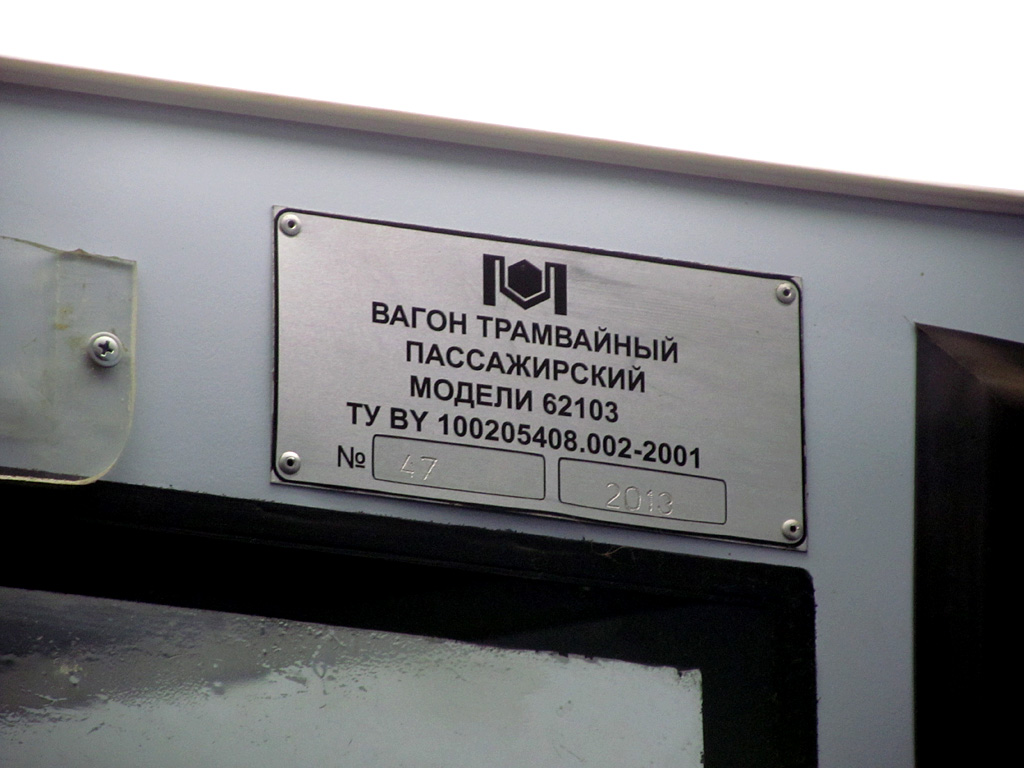 ВАГОН ТРАМВАЙНЫЙ
ПАССАЖИРСКИЙ
МОДЕЛИ 62103
ТУ BY 100205408.002-2001
№ 47 2013